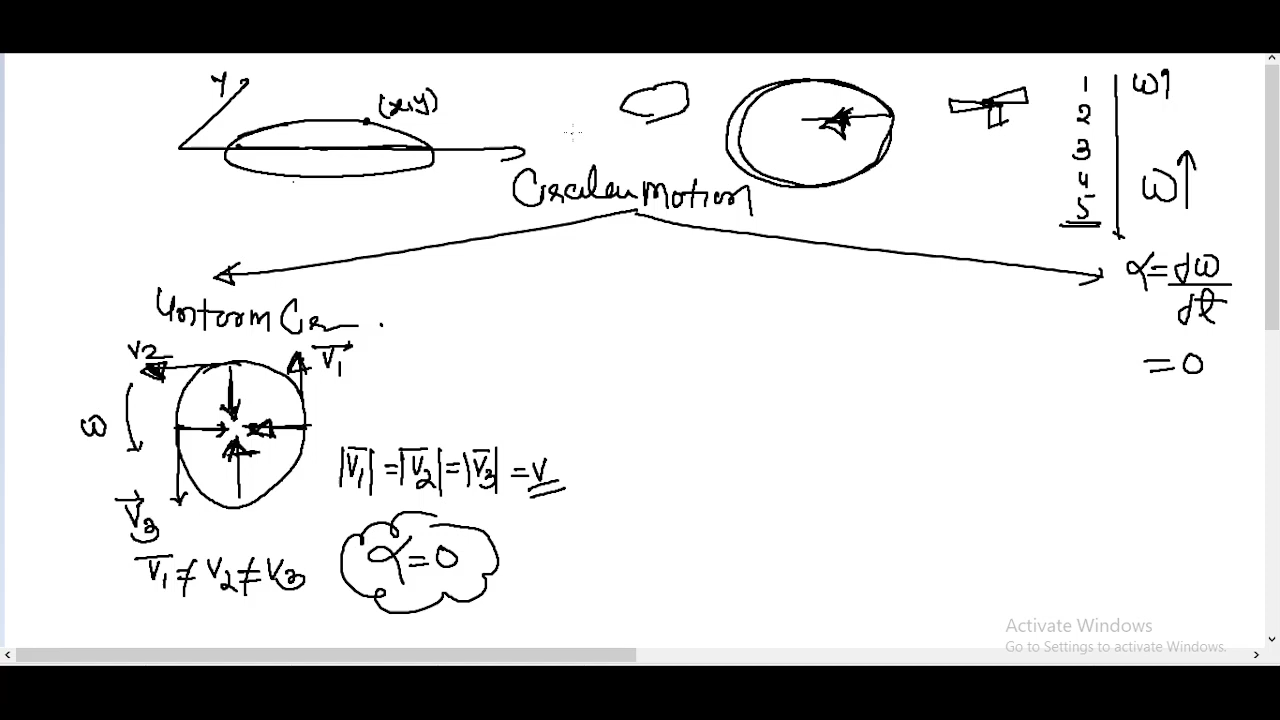 y
(x,y)
1
2
3
4
5
ω↑
ω↑
Circular Motion
α = dω/dt
= 0
Uniform Cr
V2
V1
ω
V3
|V1| = |V2| = |V3| = V
V1 ≠ V2 ≠ V3
α = 0
Activate Windows
Go to Settings to activate Windows.